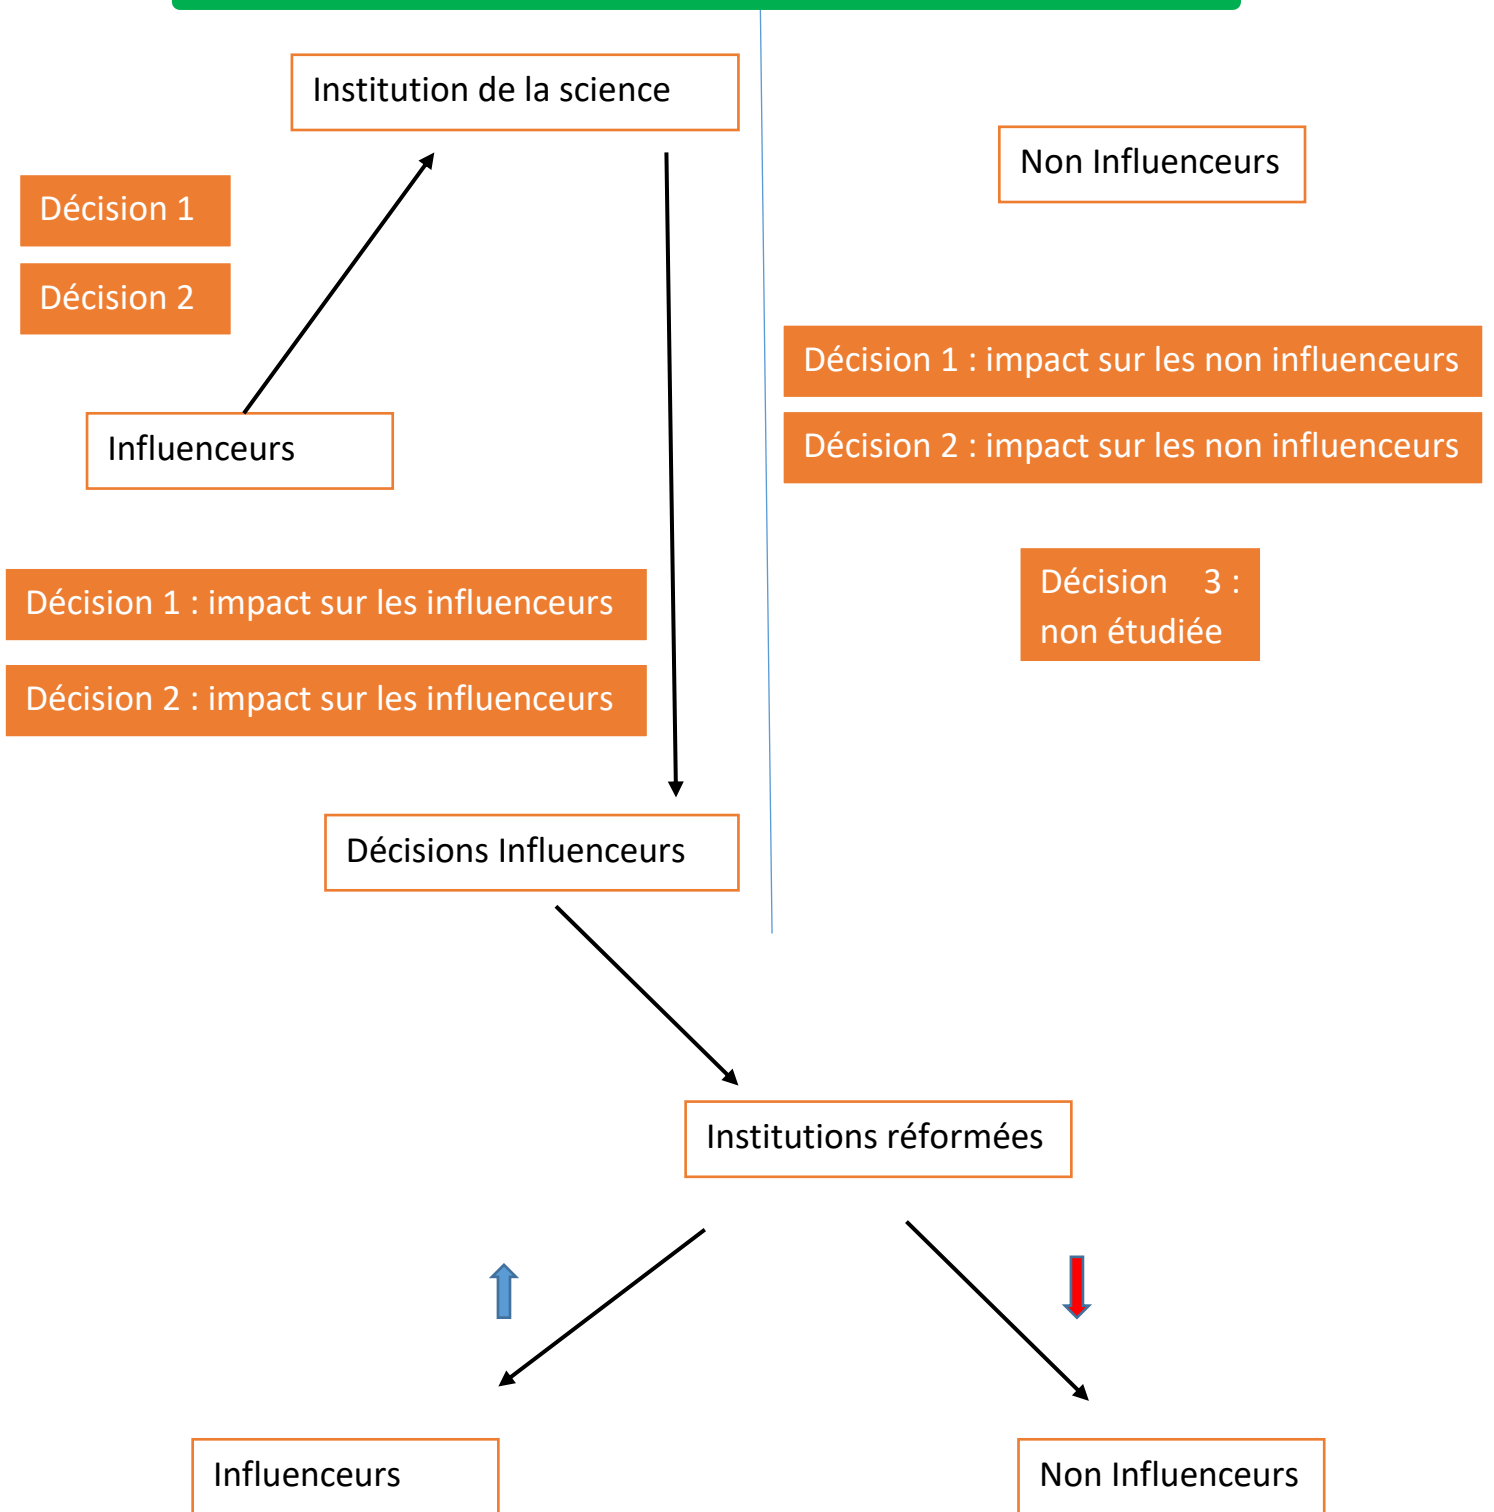 Institution de la science
Non Influenceurs
Décision 1
Décision 2
Décision 1 : impact sur les non influenceurs
Décision 2 : impact sur les non influenceurs
Influenceurs
Décision 3 :
non étudiée
Décision 1 : impact sur les influenceurs
Décision 2 : impact sur les influenceurs
Décisions Influenceurs
Institutions réformées
Influenceurs
Non Influenceurs